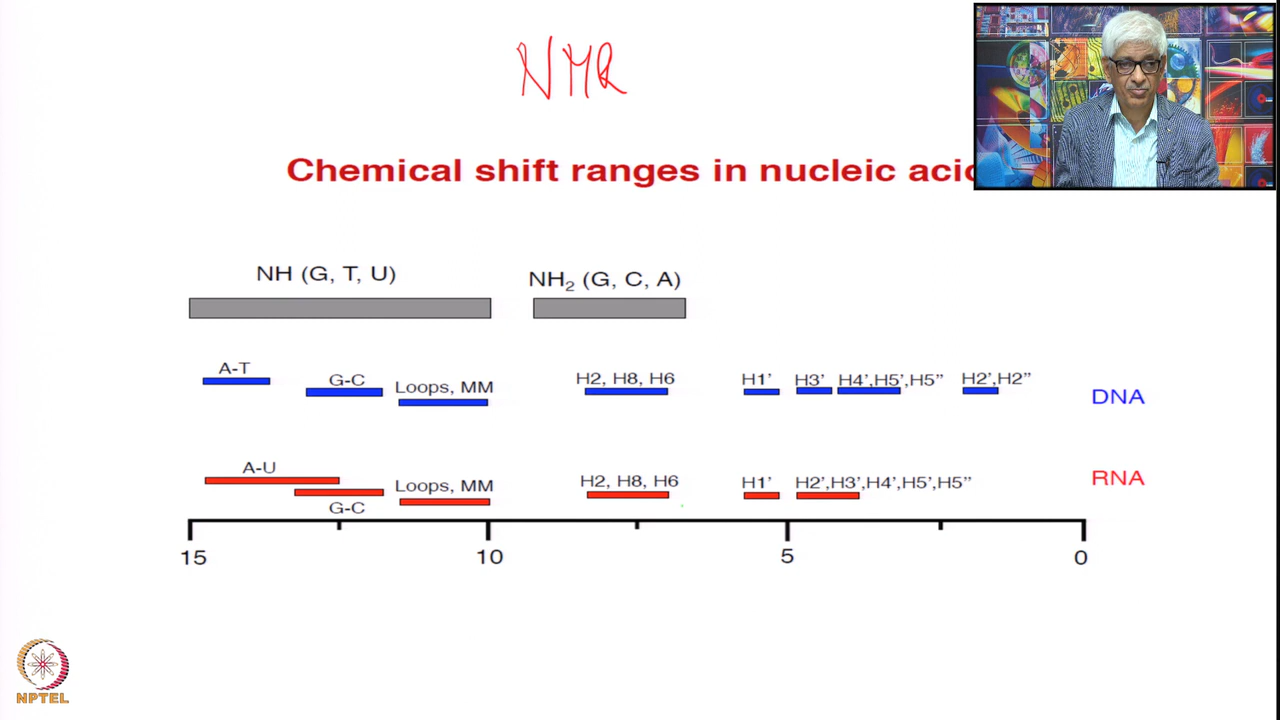 NMR
Chemical shift ranges in nucleic acid
NH (G, T, U)
NH₂ (G, C, A)
A-T
G-C
Loops, MM
H2, H8, H6
H1’
H3’
H4’,H5’,H5”
H2’,H2”
DNA
A-U
G-C
Loops, MM
H2, H8, H6
H1’
H2’,H3’,H4’,H5’,H5”
RNA
15
10
5
0
NPTEL